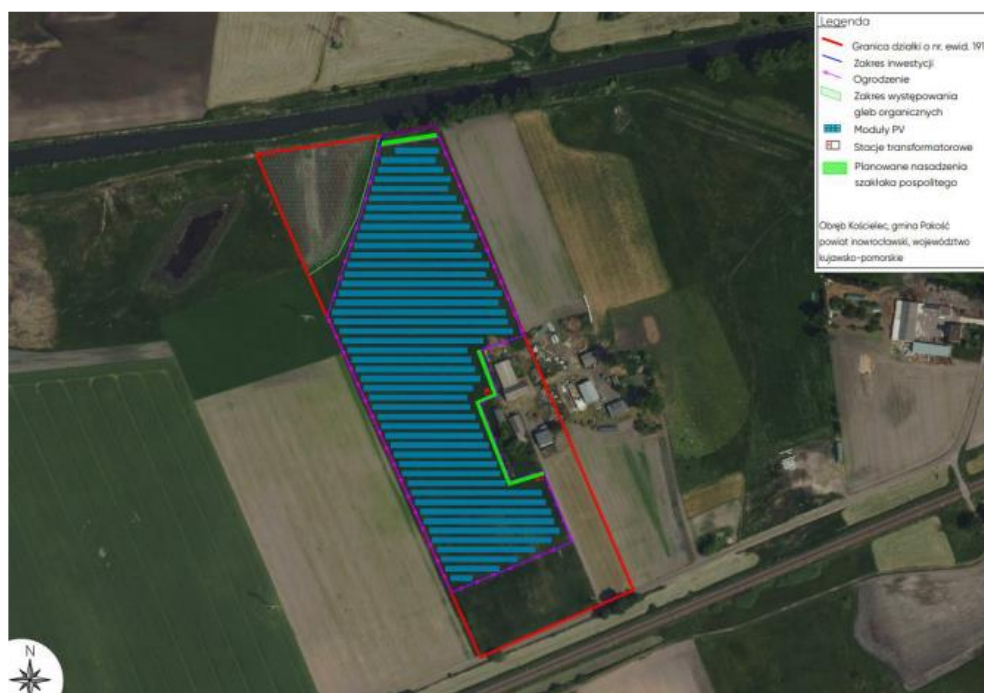 Legenda
Granica działki o nr. ewid. 191
Zakres inwestycji
Ogrodzenie
Zakres występowania
gleb organicznych
Moduły PV
Stacje transformatorowe
Planowane nasadzenia
szakłaka pospolitego
Obręb Kościelec, gmina Pakość
powiat inowrocławski, województwo
kujawsko-pomorskie
N